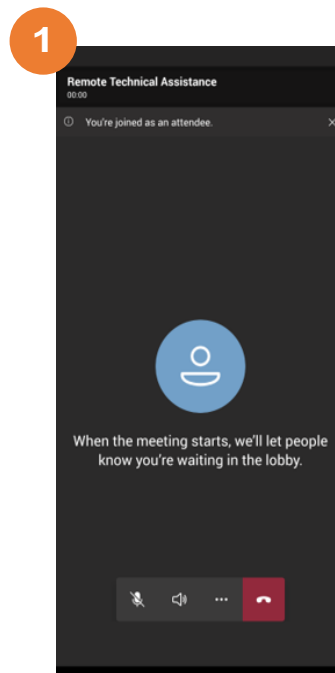 1
Remote Technical Assistance
00:00
You're joined as an attendee.
When the meeting starts, we'll let people
know you're waiting in the lobby.